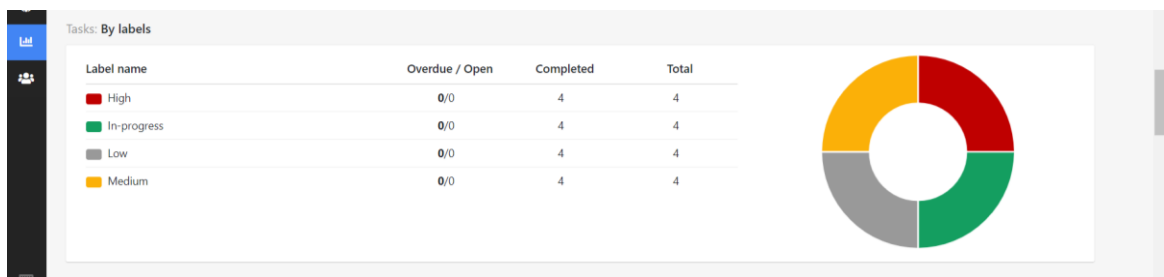 Tasks: By labels
Label name Overdue / Open Completed Total
High 0/0 4 4
In-progress 0/0 4 4
Low 0/0 4 4
Medium 0/0 4 4